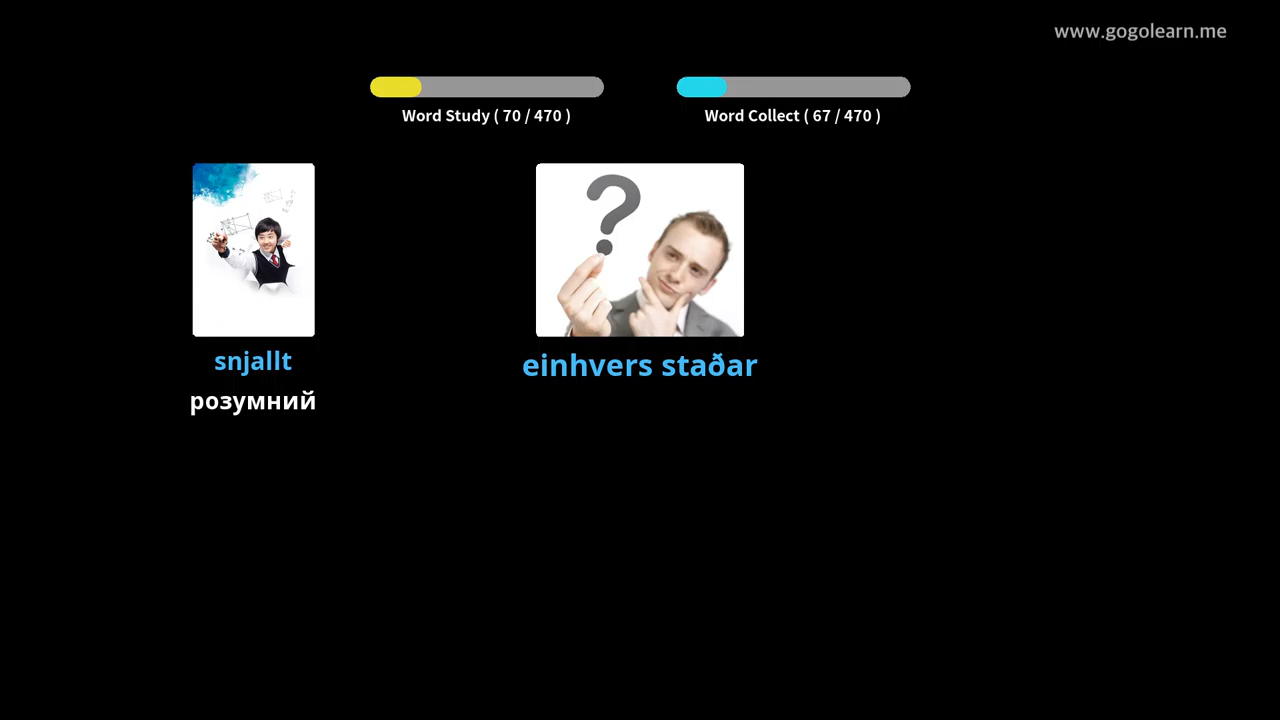 www.gogolearn.me
Word Study ( 70 / 470 )
Word Collect ( 67 / 470 )
snjallt
розумний
einhvers staðar